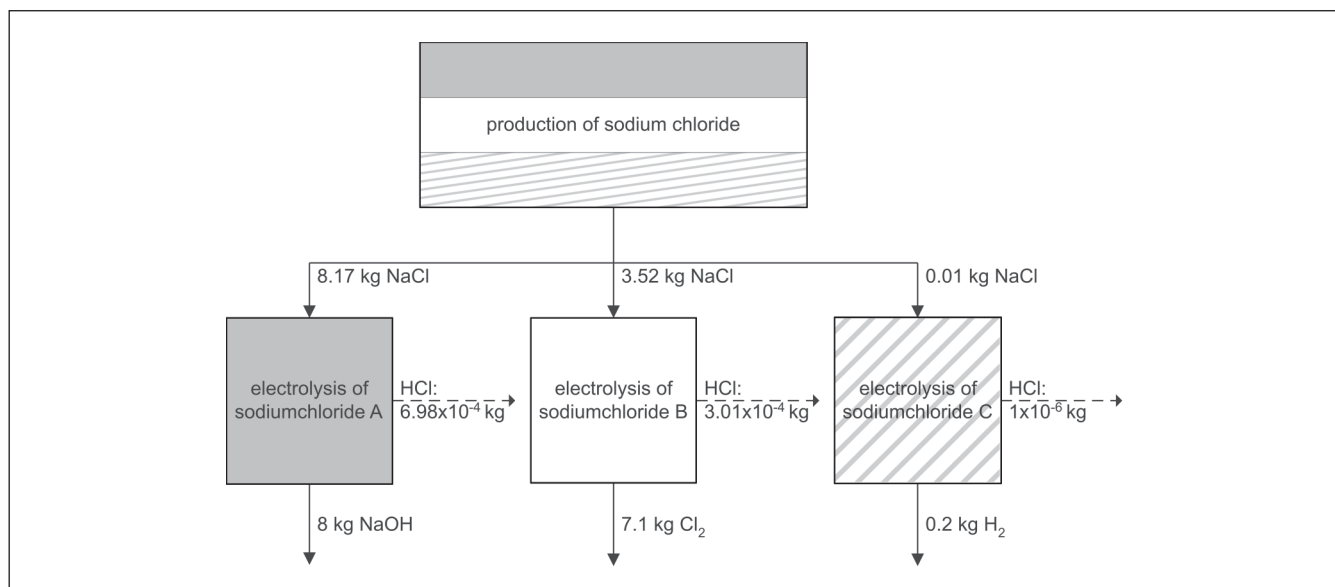 production of sodium chloride
8.17 kg NaCl
3.52 kg NaCl
0.01 kg NaCl
electrolysis of
sodiumchloride A
HCl:
6.98x10⁻⁴ kg
electrolysis of
sodiumchloride B
HCl:
3.01x10⁻⁴ kg
electrolysis of
sodiumchloride C
HCl:
1x10⁻⁶ kg
8 kg NaOH
7.1 kg Cl₂
0.2 kg H₂